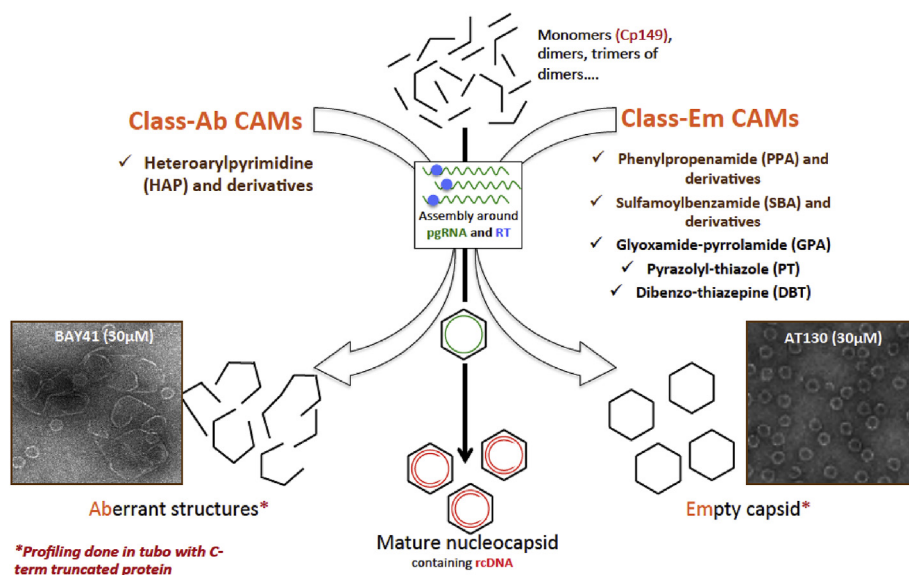 Monomers (Cp149),
dimers, trimers of
dimers....
Class-Ab CAMs
✓ Heteroarylpyrimidine
(HAP) and derivatives
Class-Em CAMs
✓ Phenylpropenamide (PPA) and
derivatives
✓ Sulfamoylbenzamide (SBA) and
derivatives
✓ Glyoxamide-pyrrolamide (GPA)
✓ Pyrazolyl-thiazole (PT)
✓ Dibenzo-thiazepine (DBT)
Assembly around
pgRNA and RT
BAY41 (30μM)
AT130 (30μM)
Aberrant structures*
Empty capsid*
Mature nucleocapsid
containing rcDNA
*Profiling done in tubo with C-
term truncated protein